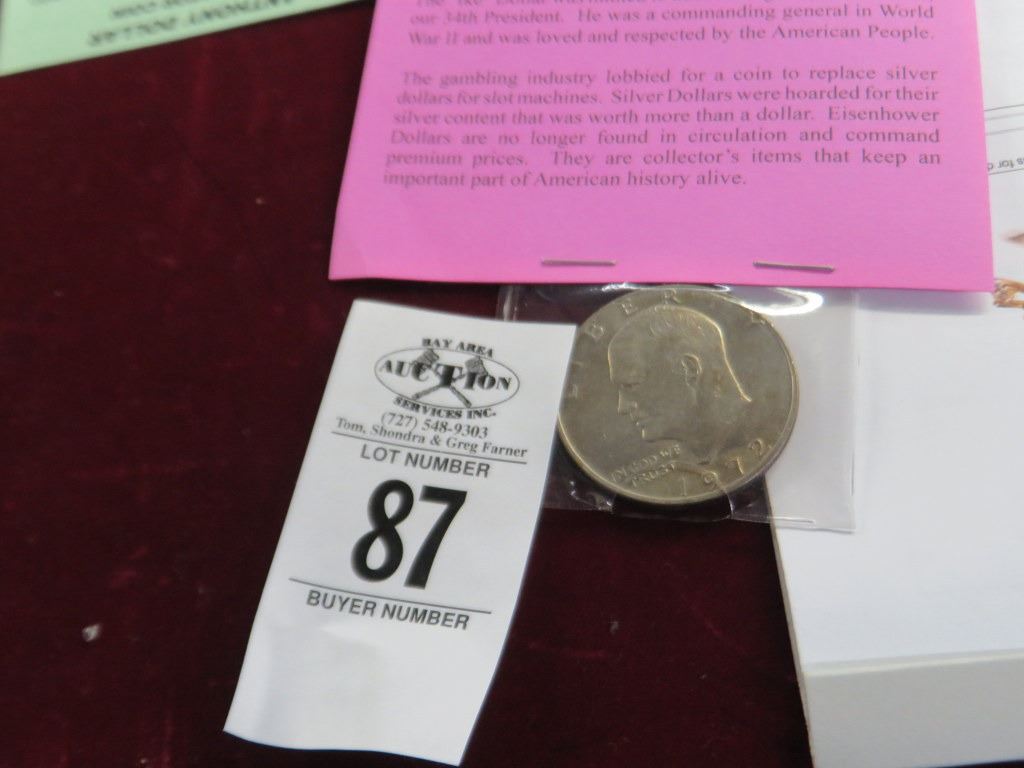 ANTHONY DOLLAR
our 34th President. He was a commanding general in World
War II and was loved and respected by the American People.
The gambling industry lobbied for a coin to replace silver
dollars for slot machines. Silver Dollars were hoarded for their
silver content that was worth more than a dollar. Eisenhower
Dollars are no longer found in circulation and command
premium prices. They are collector's items that keep an
important part of American history alive.
BAY AREA
AUCTION
SERVICES INC.
(727) 548-9303
Tom, Shondra & Greg Farner
LOT NUMBER
87
BUYER NUMBER
LIBERTY
IN GOD WE
TRUST
1972